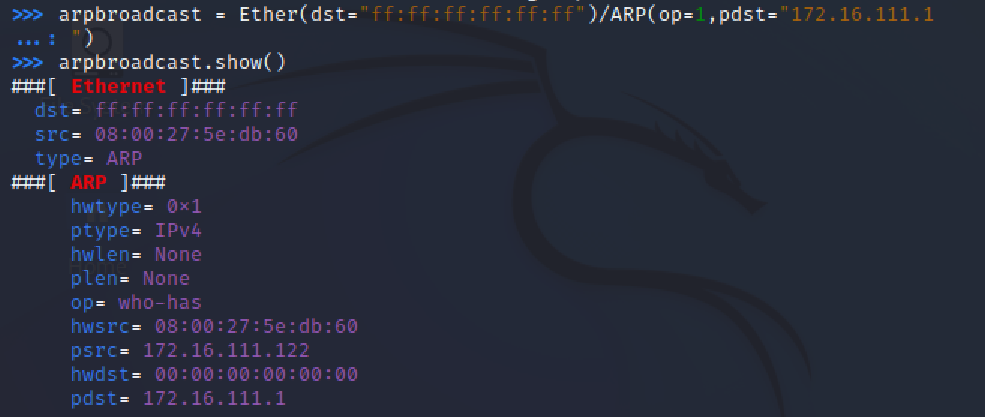 >>> arpbroadcast = Ether(dst="ff:ff:ff:ff:ff:ff")/ARP(op=1,pdst="172.16.111.1
...: ")
>>> arpbroadcast.show()
###[ Ethernet ]###
  dst= ff:ff:ff:ff:ff:ff
  src= 08:00:27:5e:db:60
  type= ARP
###[ ARP ]###
     hwtype= 0x1
     ptype= IPv4
     hwlen= None
     plen= None
     op= who-has
     hwsrc= 08:00:27:5e:db:60
     psrc= 172.16.111.122
     hwdst= 00:00:00:00:00:00
     pdst= 172.16.111.1